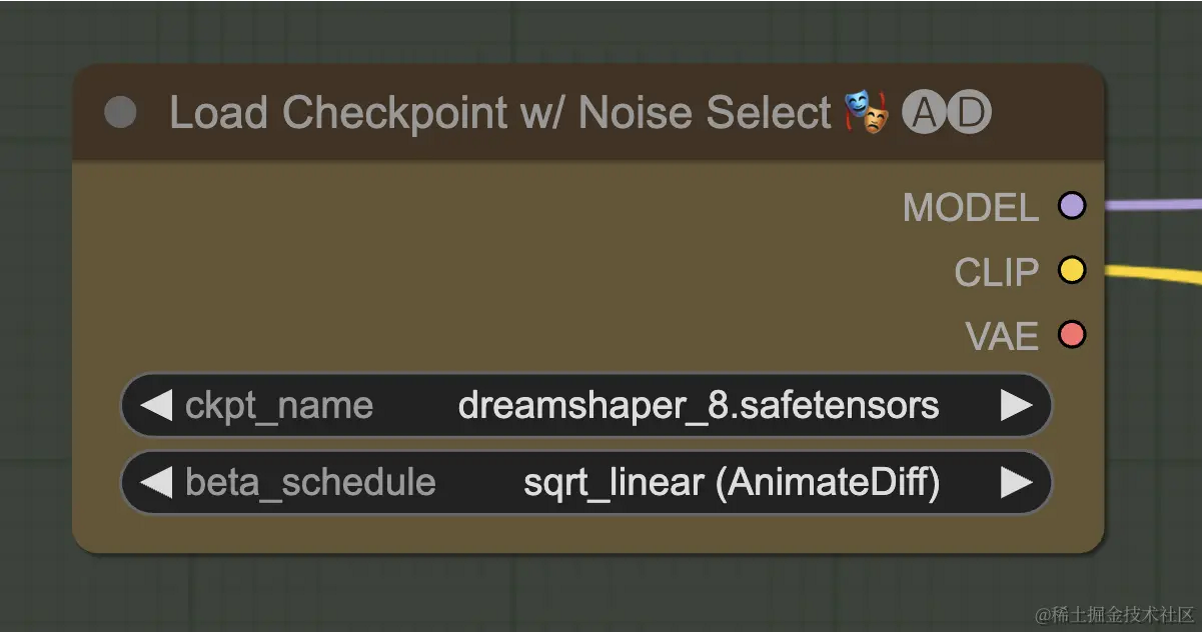 Load Checkpoint w/ Noise Select 🎭🅐🅓
MODEL
CLIP
VAE
ckpt_name dreamshaper_8.safetensors
beta_schedule sqrt_linear (AnimateDiff)
@稀土掘金技术社区